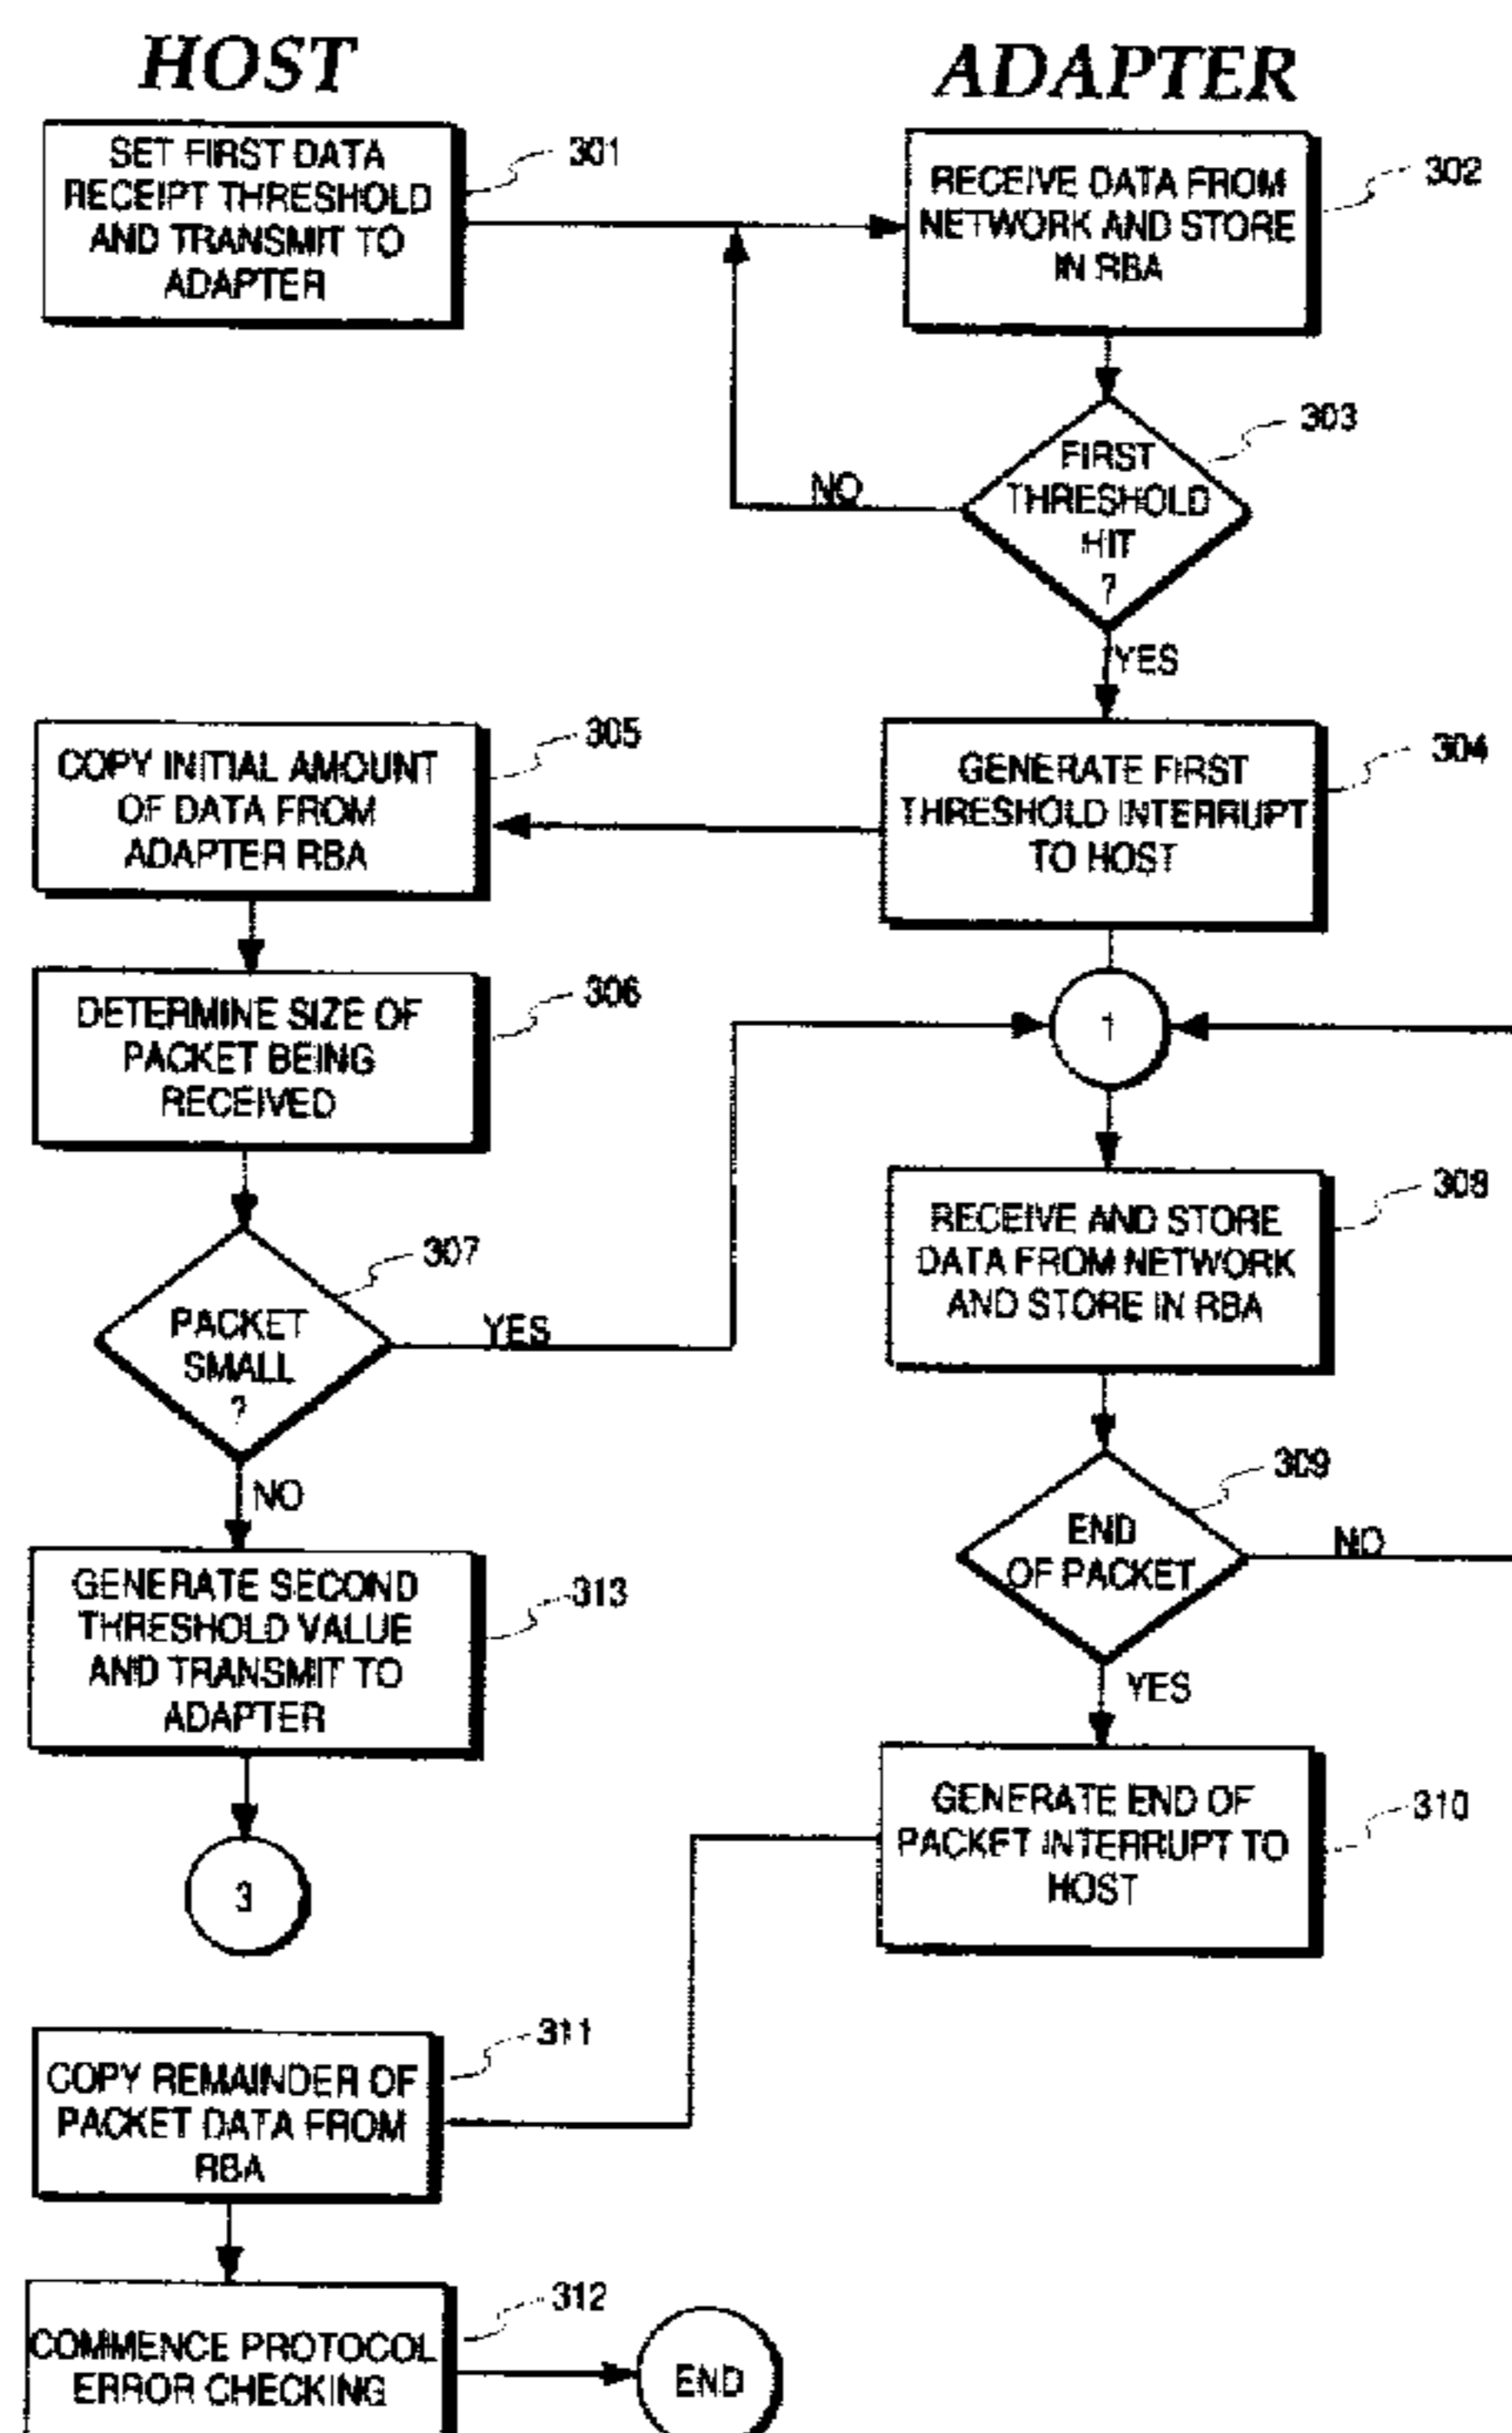 HOST
ADAPTER
SET FIRST DATA
RECEIPT THRESHOLD
AND TRANSMIT TO
ADAPTER
301
RECEIVE DATA FROM
NETWORK AND STORE
IN RBA
302
FIRST
THRESHOLD
HIT
?
303
NO
YES
COPY INITIAL AMOUNT
OF DATA FROM
ADAPTER RBA
305
GENERATE FIRST
THRESHOLD INTERRUPT
TO HOST
304
DETERMINE SIZE OF
PACKET BEING
RECEIVED
306
1
RECEIVE AND STORE
DATA FROM NETWORK
AND STORE IN RBA
308
PACKET
SMALL
?
307
YES
NO
END
OF PACKET
309
NO
YES
GENERATE SECOND
THRESHOLD VALUE
AND TRANSMIT TO
ADAPTER
313
3
GENERATE END OF
PACKET INTERRUPT TO
HOST
310
COPY REMAINDER OF
PACKET DATA FROM
RBA
311
COMMENCE PROTOCOL
ERROR CHECKING
312
END